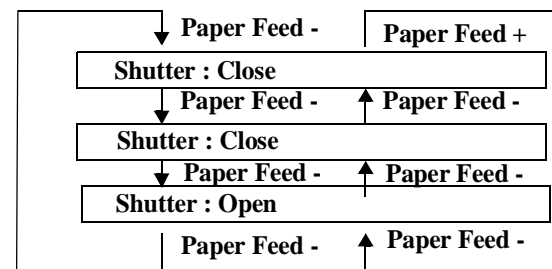 Paper Feed - Paper Feed +
Shutter : Close
Paper Feed - Paper Feed -
Shutter : Close
Paper Feed - Paper Feed -
Shutter : Open
Paper Feed - Paper Feed -